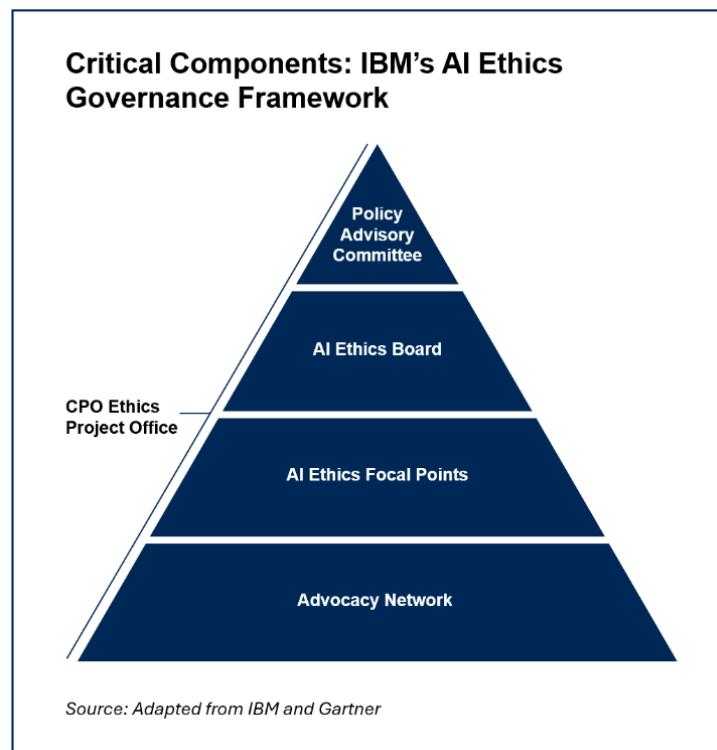 Critical Components: IBM's AI Ethics
Governance Framework
Policy
Advisory
Committee
AI Ethics Board
CPO Ethics
Project Office
AI Ethics Focal Points
Advocacy Network
Source: Adapted from IBM and Gartner